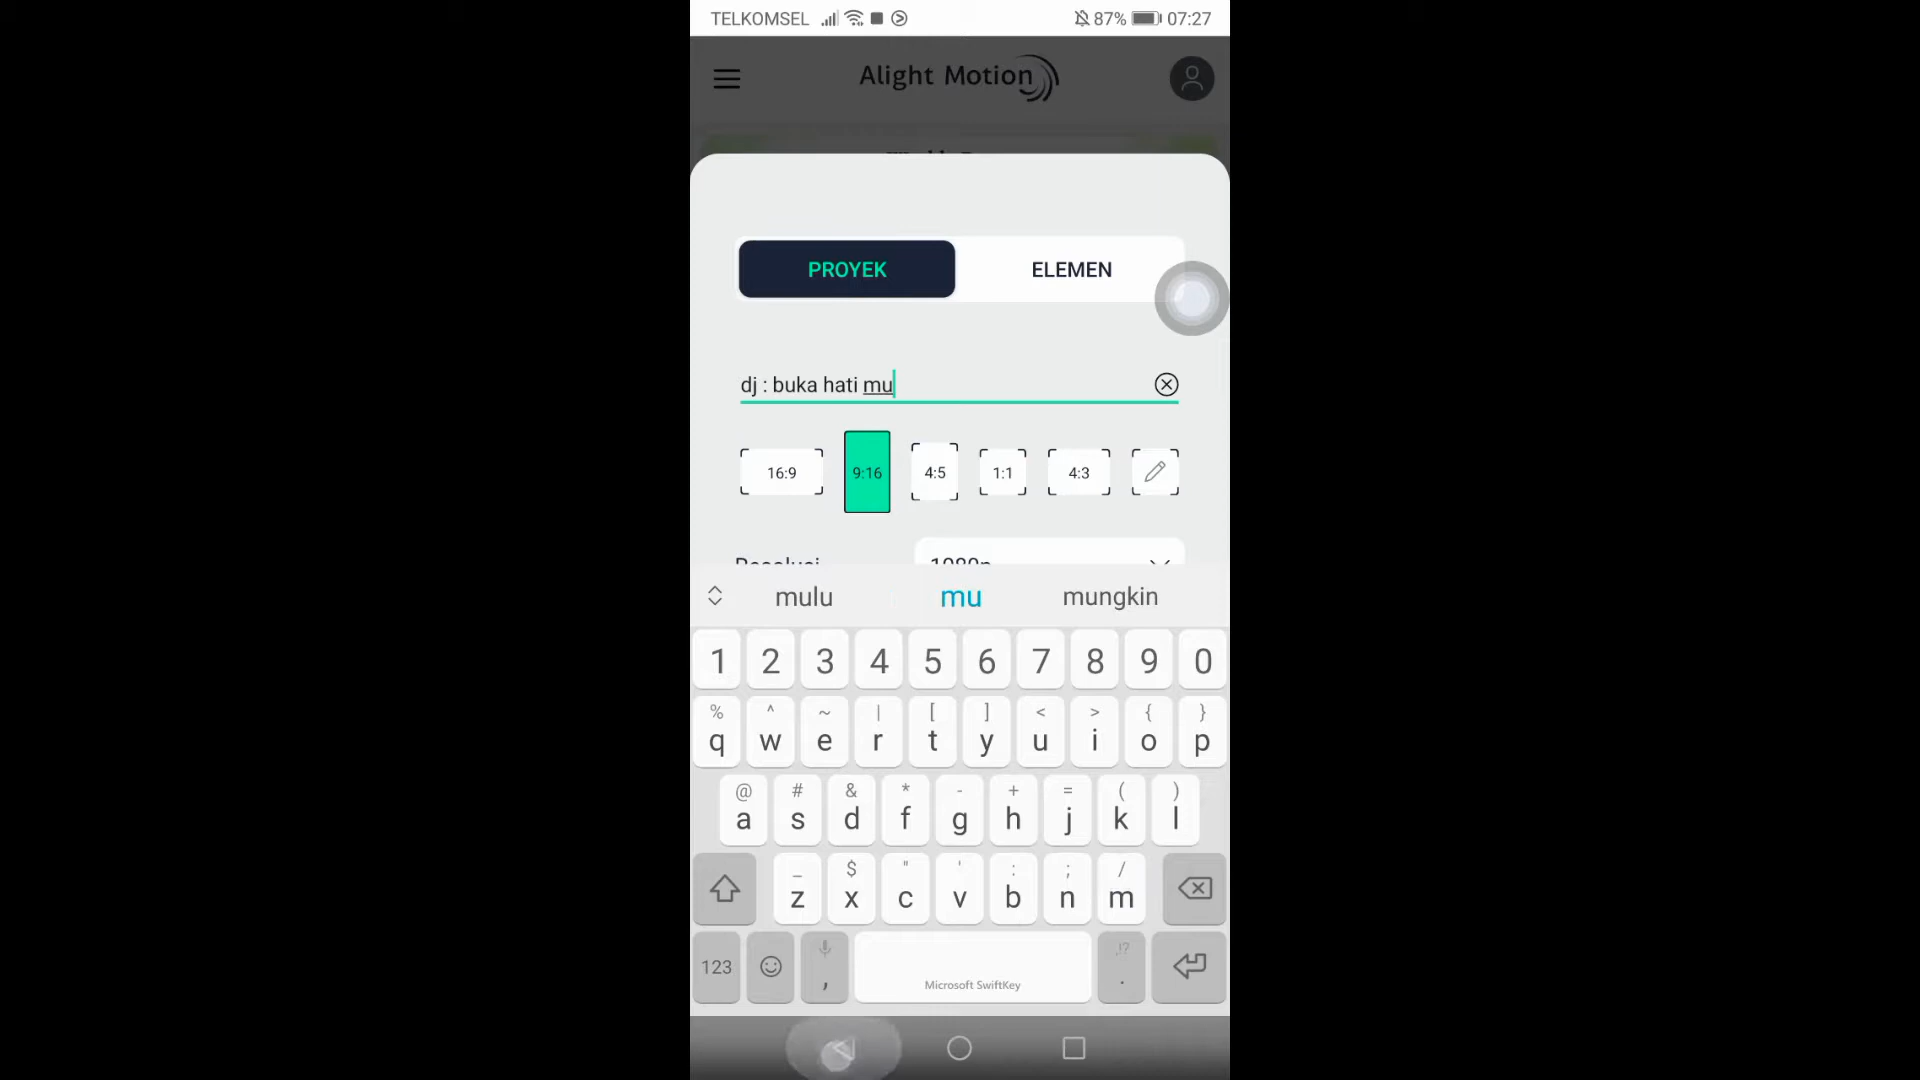 TELKOMSEL 87% 07:27
Alight Motion
PROYEK ELEMEN
dj : buka hati mu
16:9 9:16 4:5 1:1 4:3
Resolusi 1080p
mulu mu mungkin
1 2 3 4 5 6 7 8 9 0
% ^ ~ | [ ] < > { }
q w e r t y u i o p
@ # & * - + = ( )
a s d f g h j k l
_ $ " ' : ; /
z x c v b n m
,!?
123 , Microsoft SwiftKey .